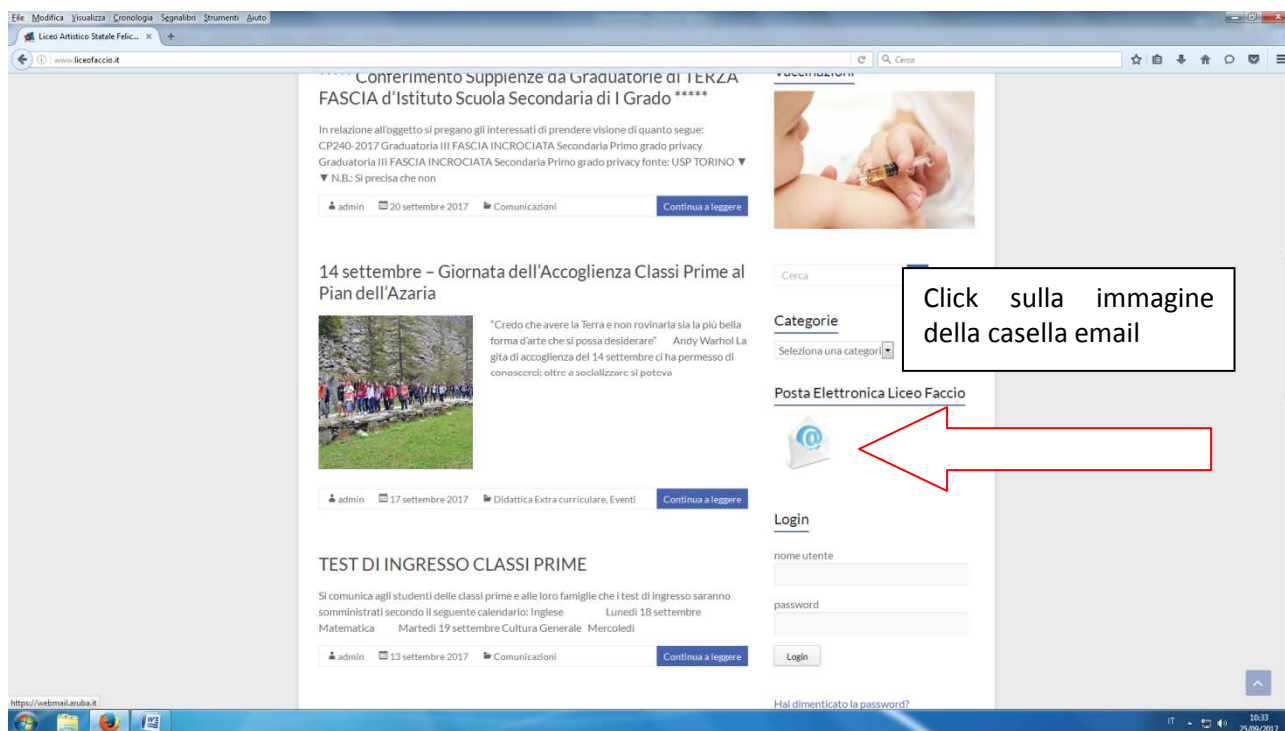 File Modifica Visualizza Cronologia Segnalibri Strumenti Aiuto
Liceo Artistico Statale Felic... × +
www.liceofaccio.it
Cerca
***** Conferimento Supplenze da Graduatorie di TERZA
FASCIA d'Istituto Scuola Secondaria di I Grado *****
In relazione all'oggetto si pregano gli interessati di prendere visione di quanto segue:
CP240-2017 Graduatoria III FASCIA INCROCIATA Secondaria Primo grado privacy
Graduatoria III FASCIA INCROCIATA Secondaria Primo grado privacy fonte: USP TORINO ▼
▼ N.B.: Si precisa che non
admin 20 settembre 2017 Comunicazioni Continua a leggere
14 settembre – Giornata dell'Accoglienza Classi Prime al
Pian dell'Azaria
"Credo che avere la Terra e non rovinarla sia la più bella
forma d'arte che si possa desiderare" Andy Warhol La
gita di accoglienza del 14 settembre ci ha permesso di
conoscerci; oltre a socializzare si poteva
admin 17 settembre 2017 Didattica Extra curriculare, Eventi Continua a leggere
TEST DI INGRESSO CLASSI PRIME
Si comunica agli studenti delle classi prime e alle loro famiglie che i test di ingresso saranno
somministrati secondo il seguente calendario: Inglese Lunedì 18 settembre
Matematica Martedì 19 settembre Cultura Generale Mercoledì
admin 13 settembre 2017 Comunicazioni Continua a leggere
Vaccinazioni
Cerca
Categorie
Seleziona una categori
Posta Elettronica Liceo Faccio
@
Login
nome utente
password
Login
Hai dimenticato la password?
Click sulla immagine
della casella email
https://webmail.aruba.it
IT
10:33
25/09/2017